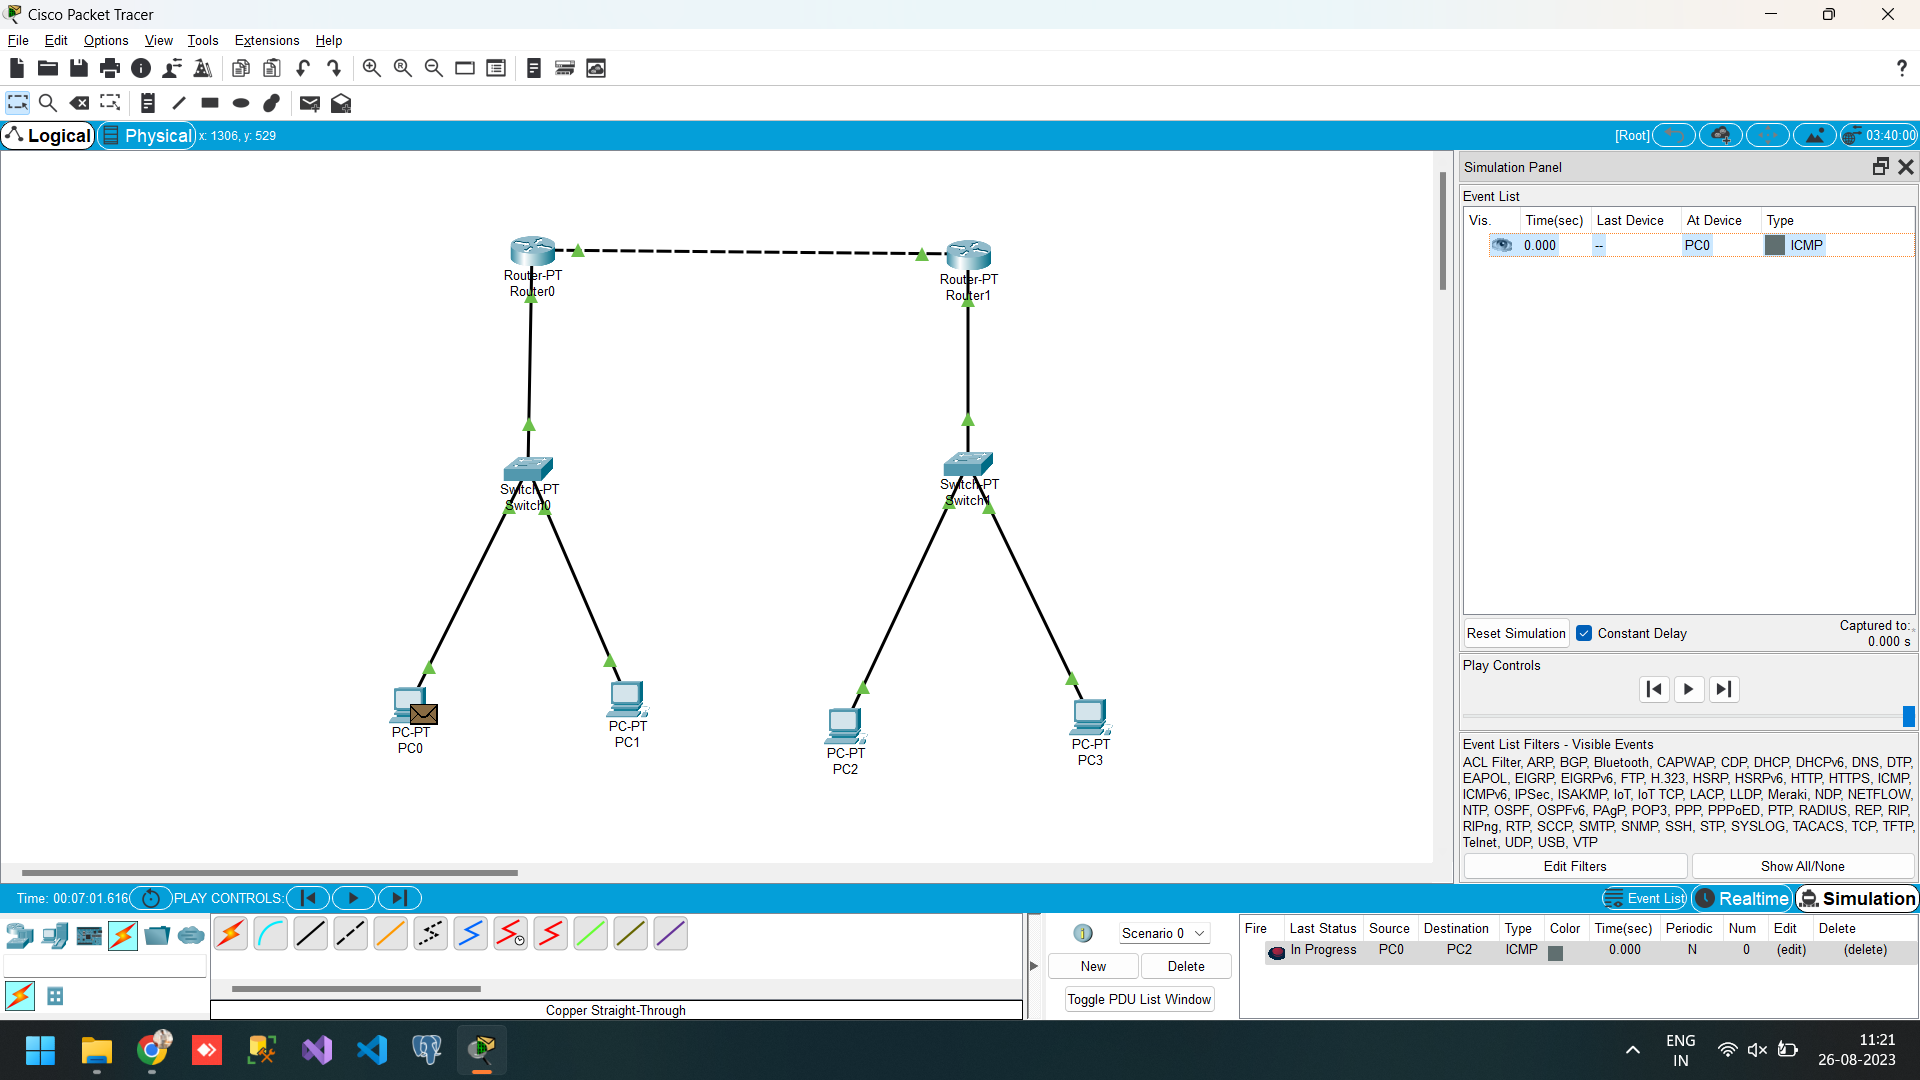 Cisco Packet Tracer
File Edit Options View Tools Extensions Help
?
Logical Physical x: 1306, y: 529 [Root] 03:40:00
Simulation Panel
Event List
Vis. Time(sec) Last Device At Device Type
0.000 -- PC0 ICMP
Router-PT
Router0
Router-PT
Router1
Switch-PT
Switch0
Switch-PT
Switch1
PC-PT
PC0
PC-PT
PC1
PC-PT
PC2
PC-PT
PC3
Reset Simulation Constant Delay Captured to:
0.000 s
Play Controls
Event List Filters - Visible Events
ACL Filter, ARP, BGP, Bluetooth, CAPWAP, CDP, DHCP, DHCPv6, DNS, DTP,
EAPOL, EIGRP, EIGRPv6, FTP, H.323, HSRP, HSRPv6, HTTP, HTTPS, ICMP,
ICMPv6, IPSec, ISAKMP, IoT, IoT TCP, LACP, LLDP, Meraki, NDP, NETFLOW,
NTP, OSPF, OSPFv6, PAgP, POP3, PPP, PPPoED, PTP, RADIUS, REP, RIP,
RIPng, RTP, SCCP, SMTP, SNMP, SSH, STP, SYSLOG, TACACS, TCP, TFTP,
Telnet, UDP, USB, VTP
Edit Filters Show All/None
Time: 00:07:01.616 PLAY CONTROLS: Event List Realtime Simulation
1 Scenario 0
New Delete
Toggle PDU List Window
Fire Last Status Source Destination Type Color Time(sec) Periodic Num Edit Delete
In Progress PC0 PC2 ICMP 0.000 N 0 (edit) (delete)
Copper Straight-Through
ENG
IN
11:21
26-08-2023